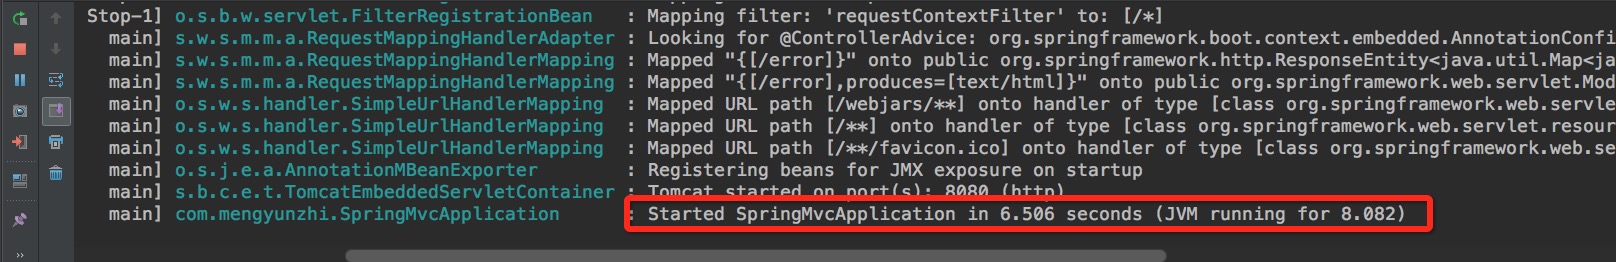 Stop-1] o.s.b.w.servlet.FilterRegistrationBean : Mapping filter: 'requestContextFilter' to: [/*]
main] s.w.s.m.m.a.RequestMappingHandlerAdapter : Looking for @ControllerAdvice: org.springframework.boot.context.embedded.AnnotationConfi
main] s.w.s.m.m.a.RequestMappingHandlerMapping : Mapped "{[/error]}" onto public org.springframework.http.ResponseEntity<java.util.Map<ja
main] s.w.s.m.m.a.RequestMappingHandlerMapping : Mapped "{[/error],produces=[text/html]}" onto public org.springframework.web.servlet.Mod
main] o.s.w.s.handler.SimpleUrlHandlerMapping : Mapped URL path [/webjars/**] onto handler of type [class org.springframework.web.servle
main] o.s.w.s.handler.SimpleUrlHandlerMapping : Mapped URL path [/**] onto handler of type [class org.springframework.web.servlet.resour
main] o.s.w.s.handler.SimpleUrlHandlerMapping : Mapped URL path [/**/favicon.ico] onto handler of type [class org.springframework.web.se
main] o.s.j.e.a.AnnotationMBeanExporter : Registering beans for JMX exposure on startup
main] s.b.c.e.t.TomcatEmbeddedServletContainer : Tomcat started on port(s): 8080 (http)
main] com.mengyunzhi.SpringMvcApplication : Started SpringMvcApplication in 6.506 seconds (JVM running for 8.082)